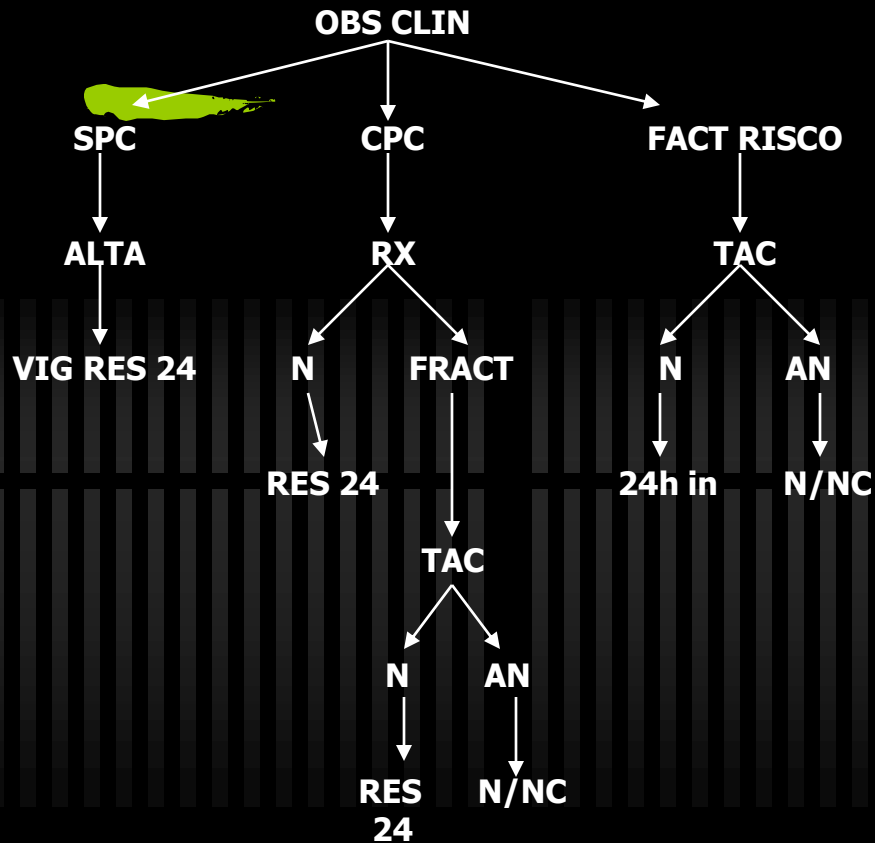 OBS CLIN
SPC
CPC
FACT RISCO
ALTA
RX
TAC
VIG RES 24
N
FRACT
N
AN
RES 24
24h in
N/NC
TAC
N
AN
RES
24
N/NC